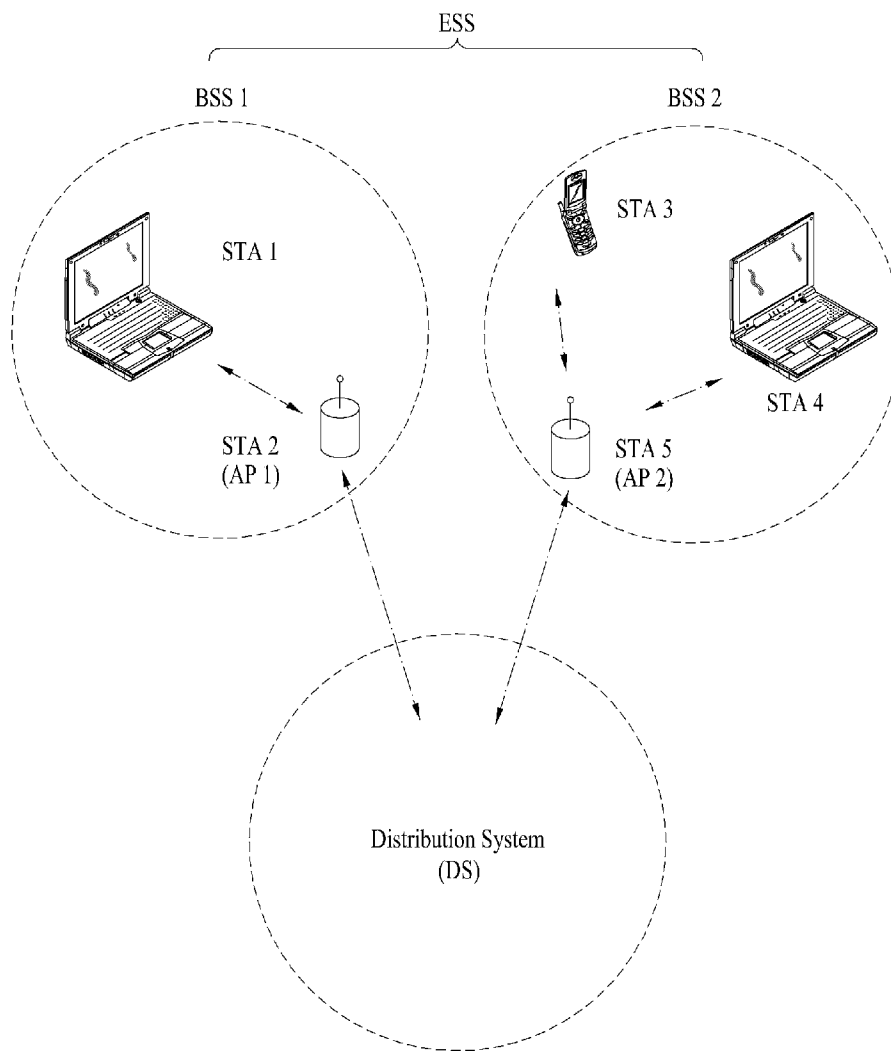 ESS
BSS 1
BSS 2
STA 1
STA 3
STA 2
(AP 1)
STA 4
STA 5
(AP 2)
Distribution System
(DS)